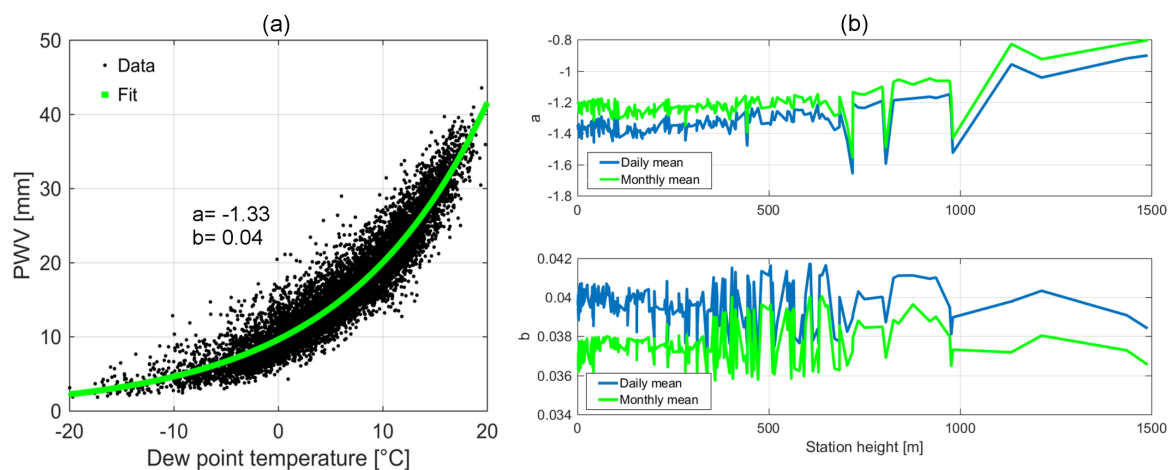 (a)
50
40
30
20
10
0
PWV [mm]
Data
Fit
a= -1.33
b= 0.04
-20
-10
0
10
20
Dew point temperature [°C]
(b)
-0.8
-1
-1.2
-1.4
-1.6
-1.8
a
Daily mean
Monthly mean
0
500
1000
1500
0.042
0.04
0.038
0.036
0.034
b
Daily mean
Monthly mean
0
500
1000
1500
Station height [m]